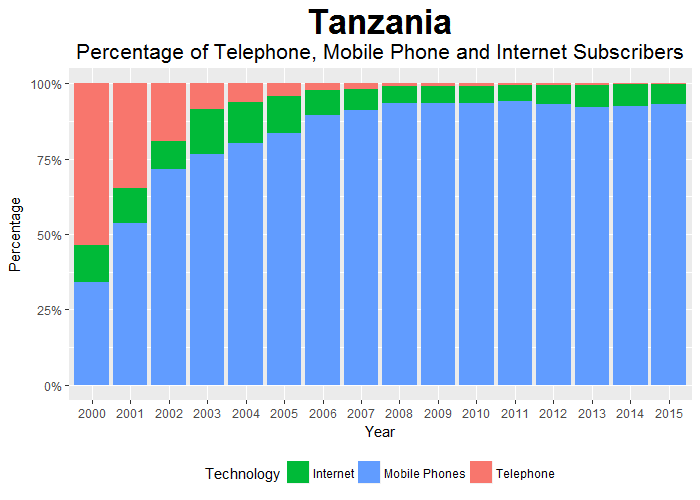 Tanzania
Percentage of Telephone, Mobile Phone and Internet Subscribers
100%
75%
50%
25%
0%
Percentage
2000 2001 2002 2003 2004 2005 2006 2007 2008 2009 2010 2011 2012 2013 2014 2015
Year
Technology Internet Mobile Phones Telephone